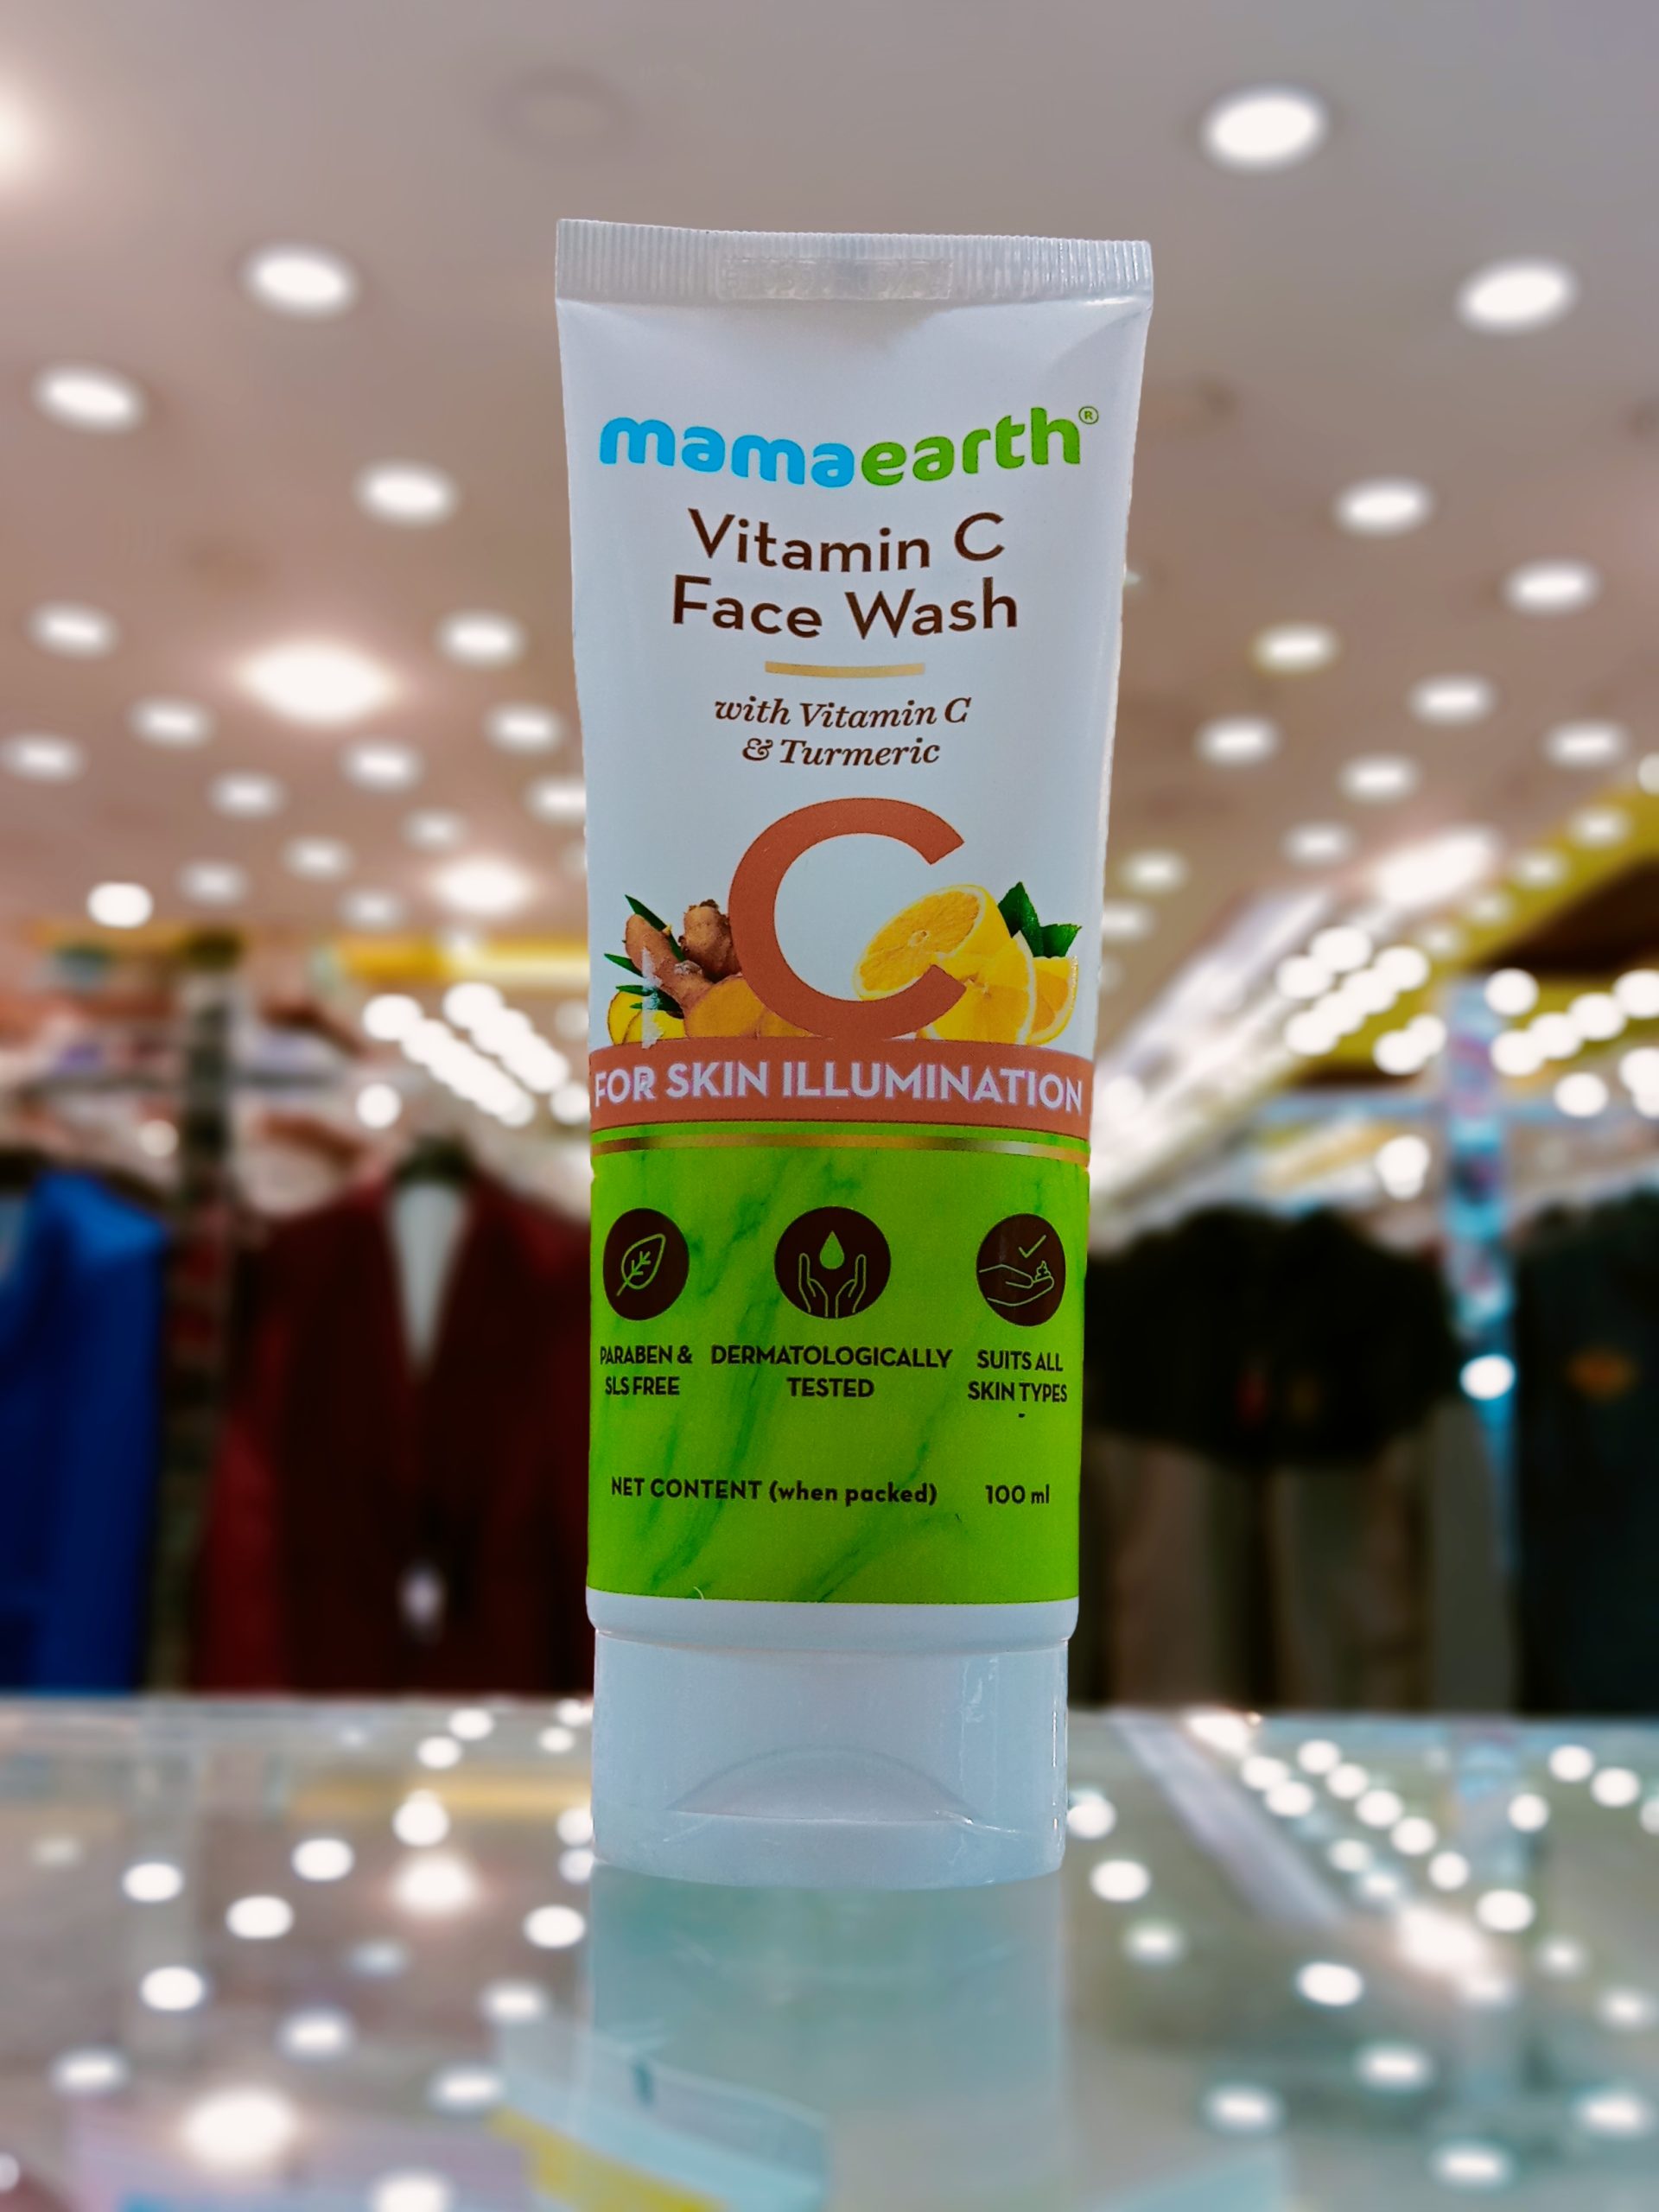 mamaearth®
Vitamin C
Face Wash
with Vitamin C
& Turmeric
C
FOR SKIN ILLUMINATION
PARABEN &
SLS FREE
DERMATOLOGICALLY
TESTED
SUITS ALL
SKIN TYPES
NET CONTENT (when packed) 100 ml